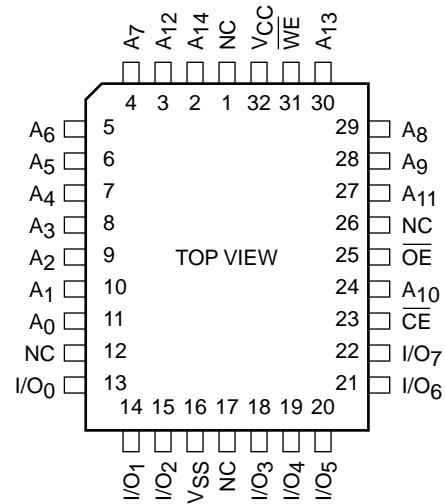 A7 A12 A14 NC VCC W̅E̅ A13
4 3 2 1 32 31 30
A6 5 29 A8
A5 6 28 A9
A4 7 27 A11
A3 8 26 NC
A2 9 TOP VIEW 25 O̅E̅
A1 10 24 A10
A0 11 23 C̅E̅
NC 12 22 I/O7
I/O0 13 21 I/O6
14 15 16 17 18 19 20
I/O1 I/O2 VSS NC I/O3 I/O4 I/O5